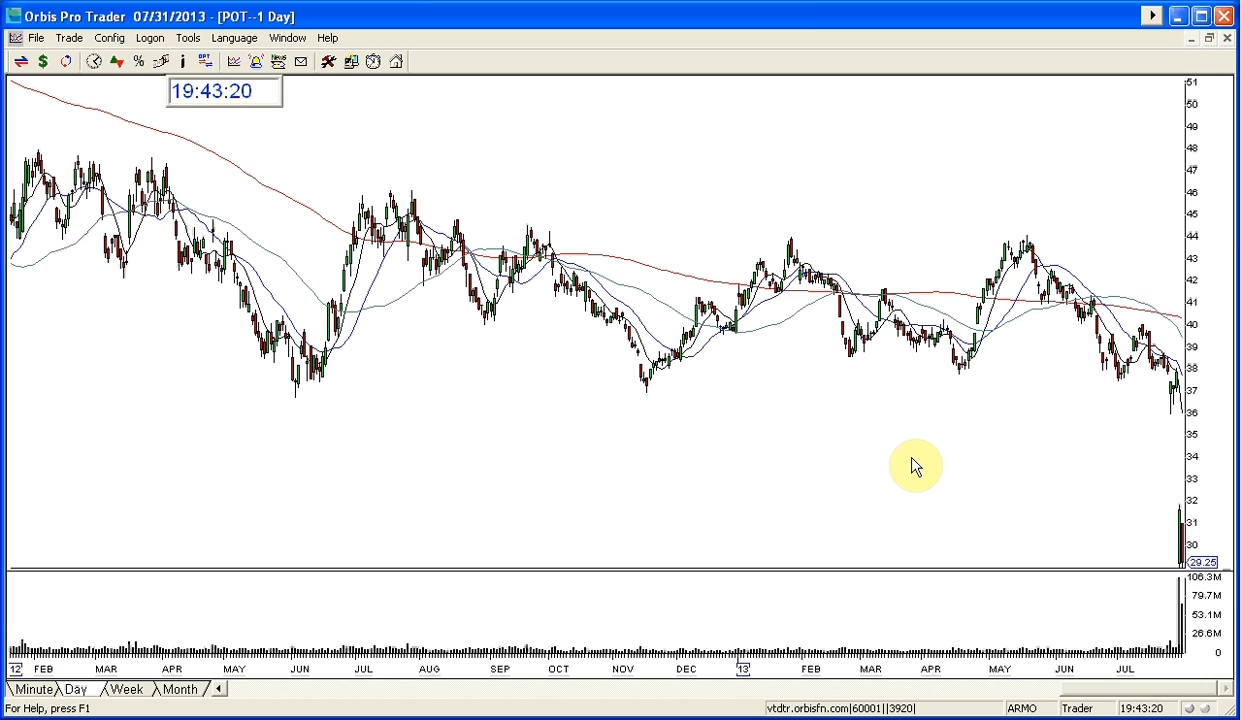 Orbis Pro Trader 07/31/2013 - [POT--1 Day]
File Trade Config Logon Tools Language Window Help
$ % i OPT News
19:43:20
51
50
49
48
47
46
45
44
43
42
41
40
39
38
37
36
35
34
33
32
31
30
29.25
106.3M
79.7M
53.1M
26.6M
0
12 FEB MAR APR MAY JUN JUL AUG SEP OCT NOV DEC 13 FEB MAR APR MAY JUN JUL
Minute Day Week Month
For Help, press F1 vtdtr.orbisfn.com|60001||3920| ARMO Trader 19:43:20